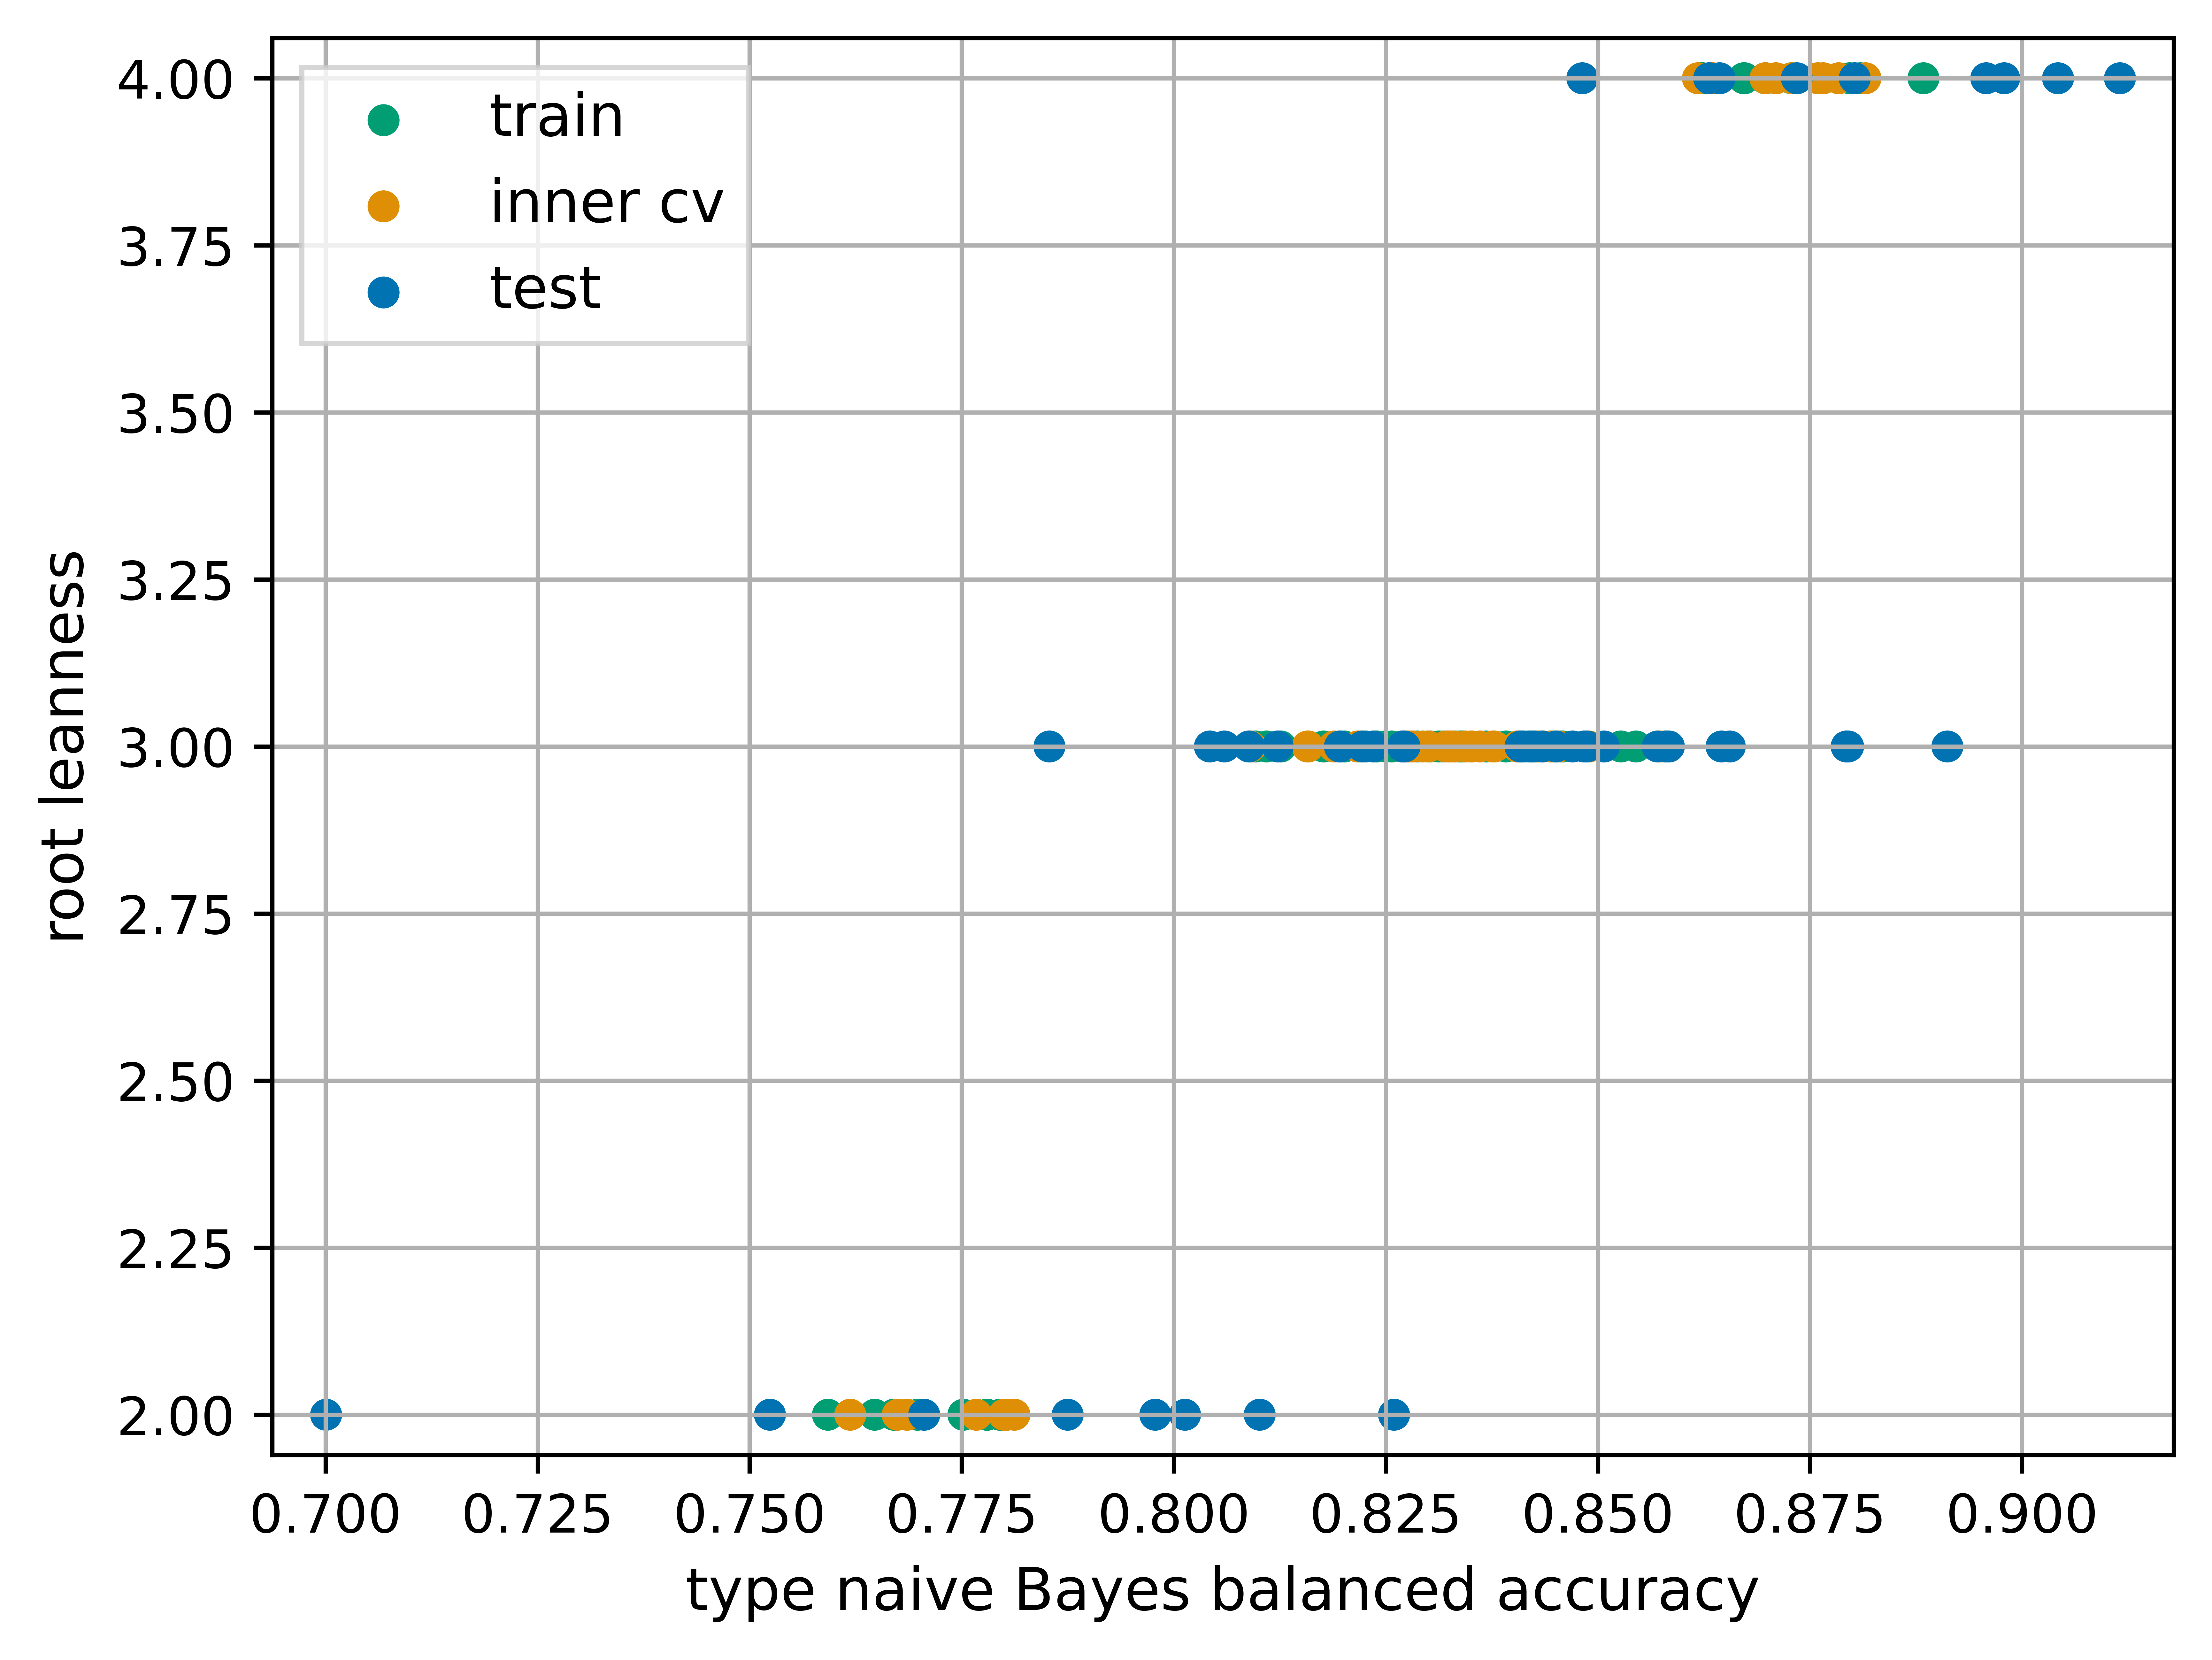 4.00
3.75
3.50
3.25
3.00
2.75
2.50
2.25
2.00
root leanness
train
inner cv
test
0.700 0.725 0.750 0.775 0.800 0.825 0.850 0.875 0.900
type naive Bayes balanced accuracy